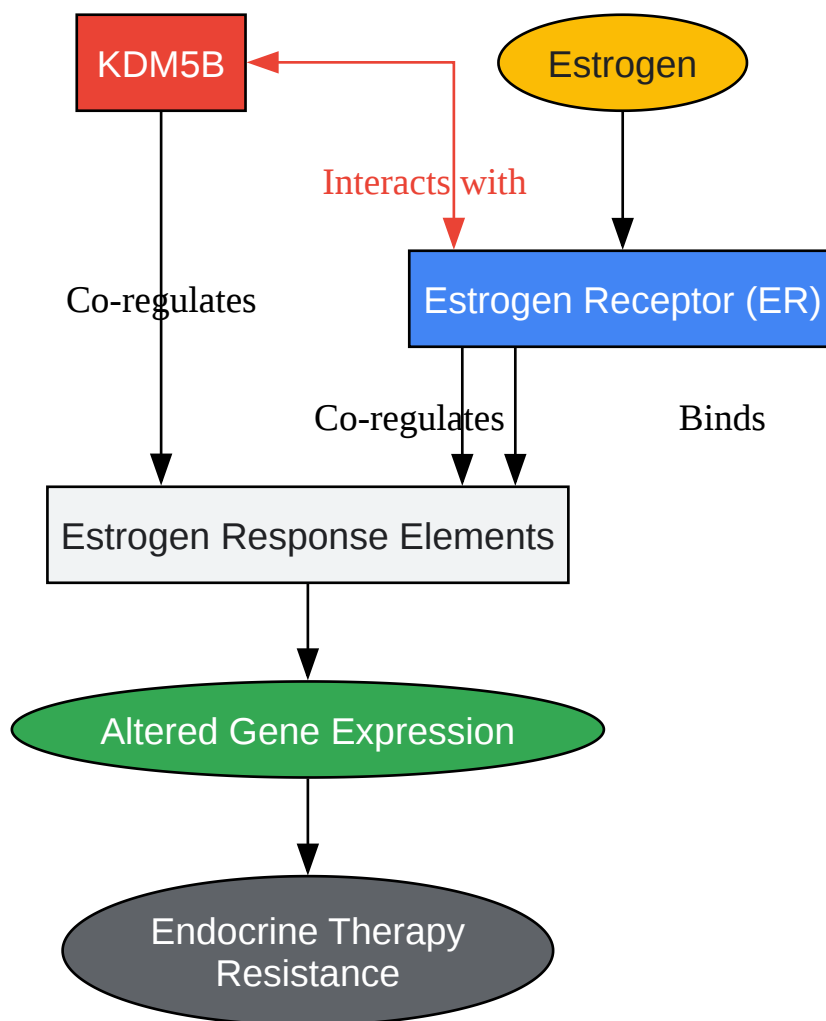 KDM5B
Estrogen
Interacts with
Co-regulates
Estrogen Receptor (ER)
Co-regulates
Binds
Estrogen Response Elements
Altered Gene Expression
Endocrine Therapy
Resistance